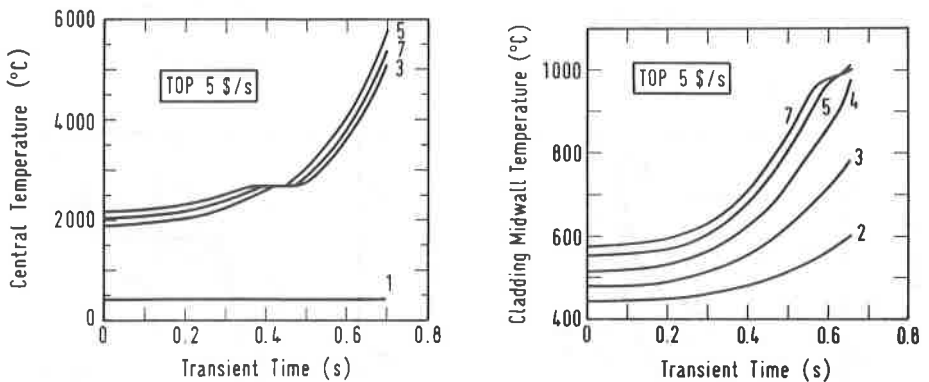 Central Temperature (°C)
6000
4000
2000
0
TOP 5 $/s
5
7
3
1
0 0.2 0.4 0.6 0.8
Transient Time (s)
Cladding Midwall Temperature (°C)
1000
800
600
400
TOP 5 $/s
7
5
4
3
2
0 0.2 0.4 0.6 0.8
Transient Time (s)